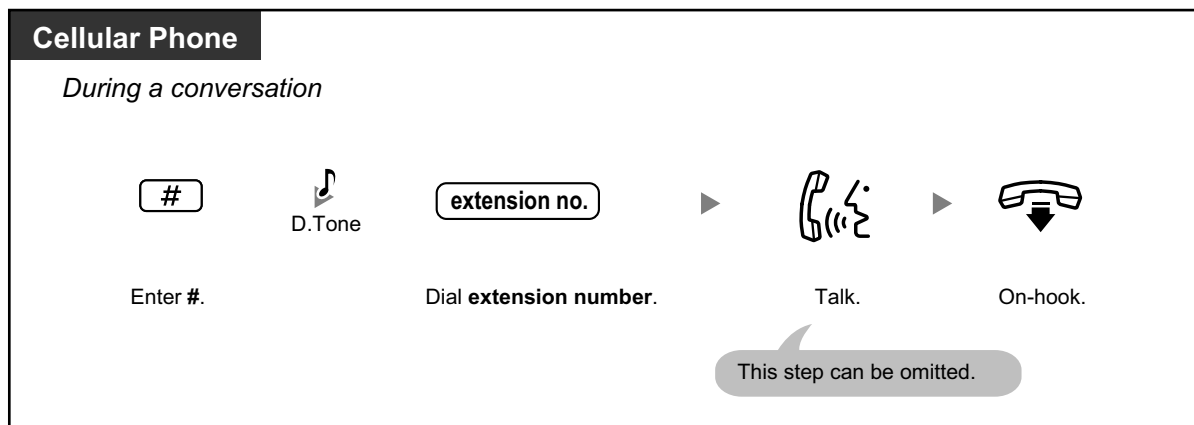 Cellular Phone
During a conversation
#
D.Tone
extension no.
Enter #.
Dial extension number.
Talk.
On-hook.
This step can be omitted.